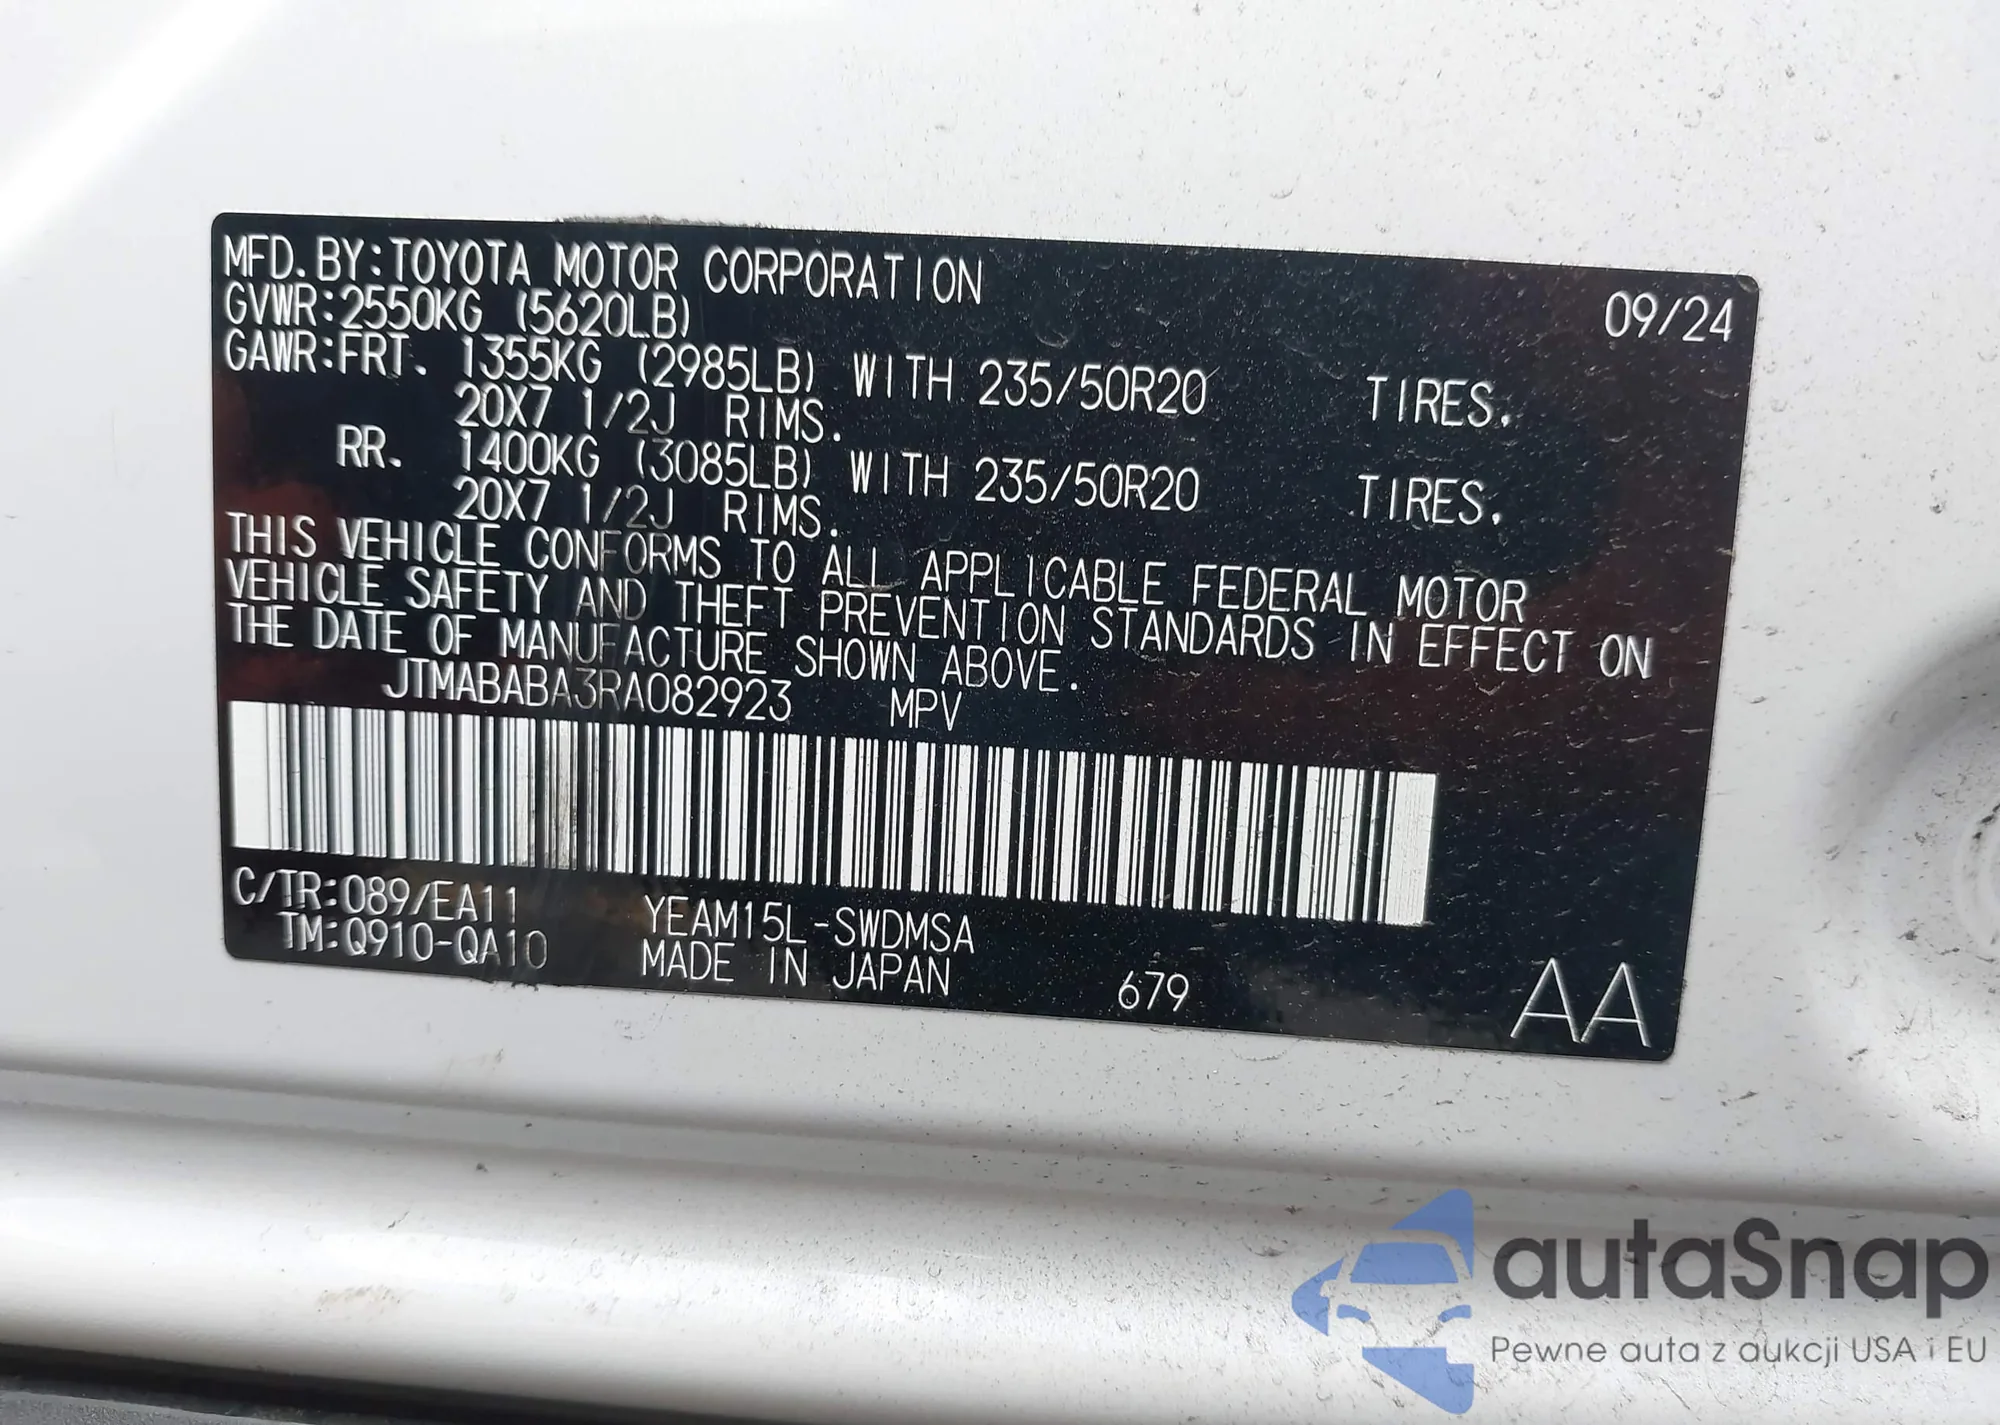 MFD.BY:TOYOTA MOTOR CORPORATION 09/24
GVWR:2550KG (5620LB)
GAWR:FRT. 1355KG (2985LB) WITH 235/50R20 TIRES.
20X7 1/2J RIMS.
RR. 1400KG (3085LB) WITH 235/50R20 TIRES.
20X7 1/2J RIMS.
THIS VEHICLE CONFORMS TO ALL APPLICABLE FEDERAL MOTOR
VEHICLE SAFETY AND THEFT PREVENTION STANDARDS IN EFFECT ON
THE DATE OF MANUFACTURE SHOWN ABOVE.
JTMABABA3RA082923 MPV
C/TR:089/EA11 YEAM15L-SWDMSA
TM:Q910-QA10 MADE IN JAPAN 679 AA
autaSnap
Pewne auta z aukcji USA i EU